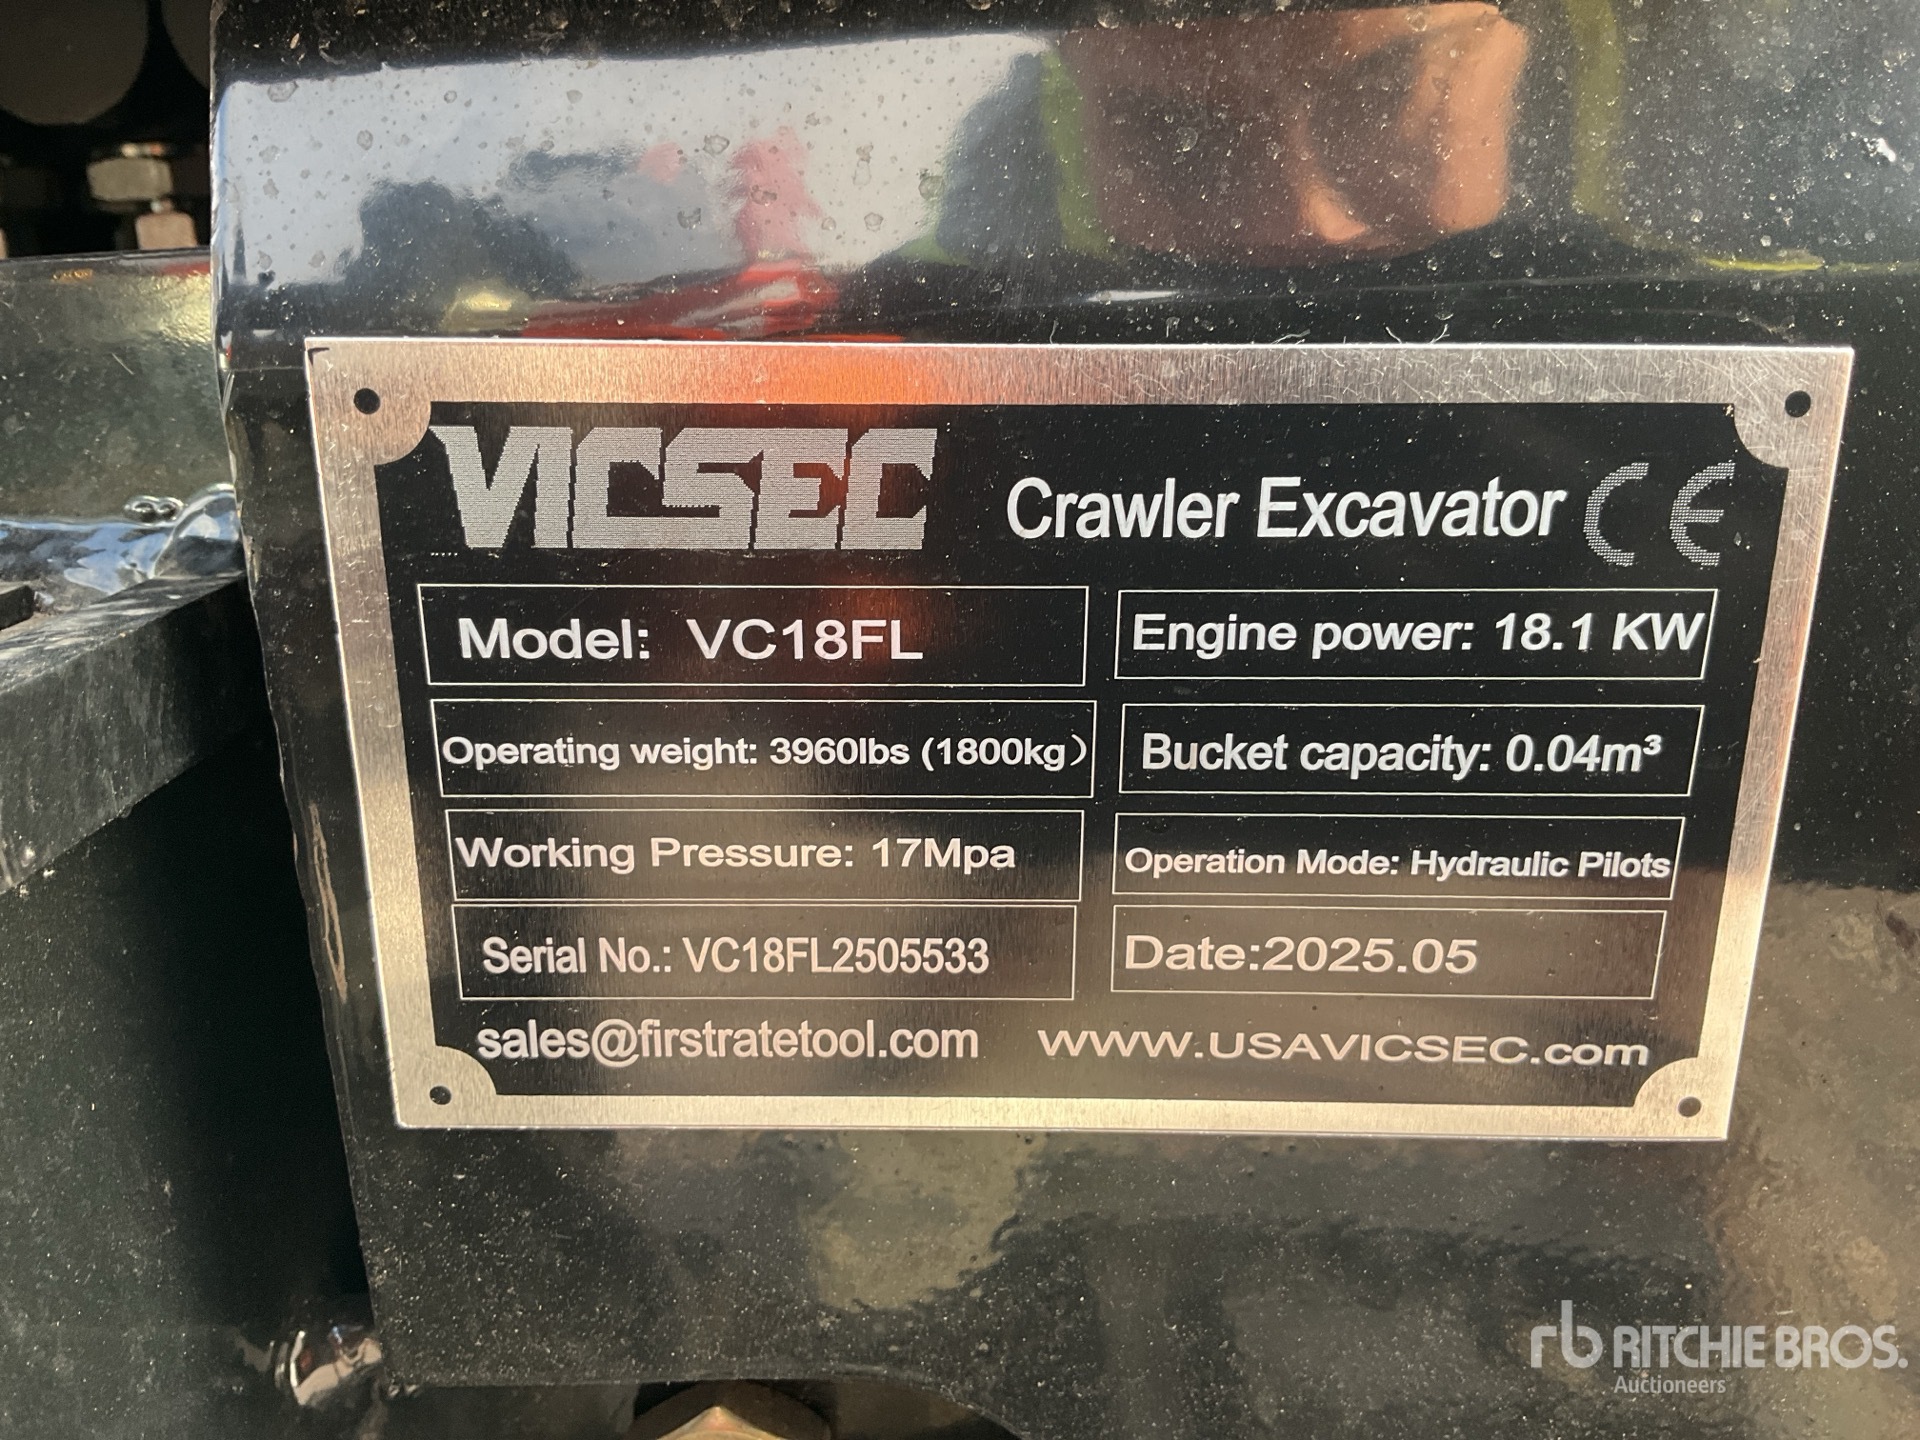 VICSEC Crawler Excavator CE
Model: VC18FL
Engine power: 18.1 KW
Operating weight: 3960lbs (1800kg)
Bucket capacity: 0.04m³
Working Pressure: 17Mpa
Operation Mode: Hydraulic Pilots
Serial No.: VC18FL2505533
Date:2025.05
sales@firstratetool.com www.USAVICSEC.com
rb RITCHIE BROS.
Auctioneers